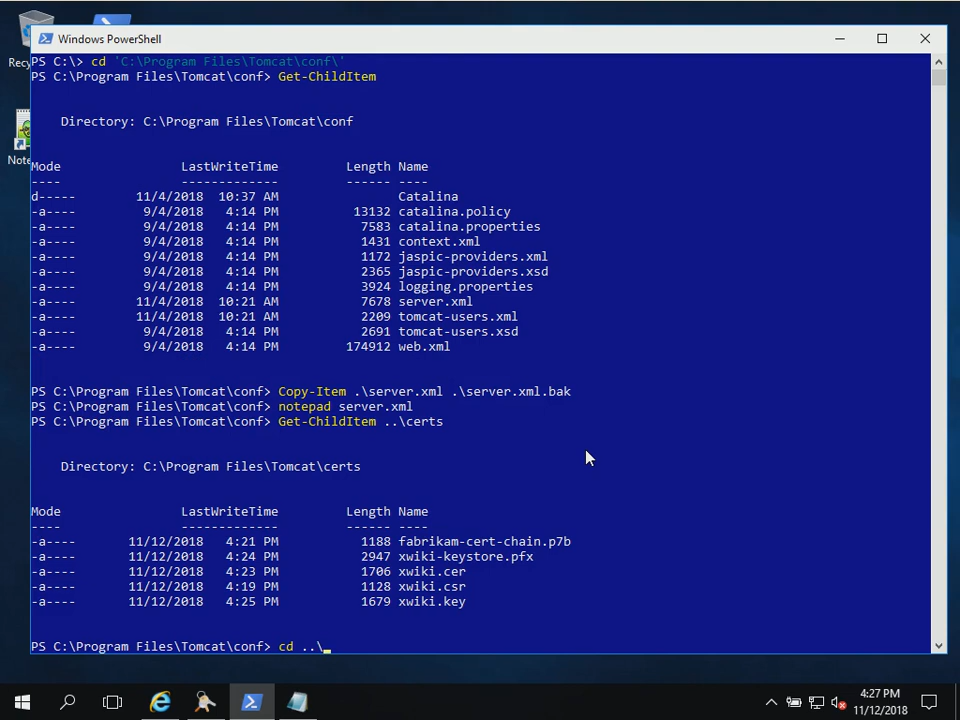 Recy
Note
Windows PowerShell
PS C:\> cd 'C:\Program Files\Tomcat\conf\'
PS C:\Program Files\Tomcat\conf> Get-ChildItem
Directory: C:\Program Files\Tomcat\conf
Mode LastWriteTime Length Name
---- ------------- ------ ----
d----- 11/4/2018 10:37 AM Catalina
-a---- 9/4/2018 4:14 PM 13132 catalina.policy
-a---- 9/4/2018 4:14 PM 7583 catalina.properties
-a---- 9/4/2018 4:14 PM 1431 context.xml
-a---- 9/4/2018 4:14 PM 1172 jaspic-providers.xml
-a---- 9/4/2018 4:14 PM 2365 jaspic-providers.xsd
-a---- 9/4/2018 4:14 PM 3924 logging.properties
-a---- 11/4/2018 10:21 AM 7678 server.xml
-a---- 11/4/2018 10:21 AM 2209 tomcat-users.xml
-a---- 9/4/2018 4:14 PM 2691 tomcat-users.xsd
-a---- 9/4/2018 4:14 PM 174912 web.xml
PS C:\Program Files\Tomcat\conf> Copy-Item .\server.xml .\server.xml.bak
PS C:\Program Files\Tomcat\conf> notepad server.xml
PS C:\Program Files\Tomcat\conf> Get-ChildItem ..\certs
Directory: C:\Program Files\Tomcat\certs
Mode LastWriteTime Length Name
---- ------------- ------ ----
-a---- 11/12/2018 4:21 PM 1188 fabrikam-cert-chain.p7b
-a---- 11/12/2018 4:24 PM 2947 xwiki-keystore.pfx
-a---- 11/12/2018 4:23 PM 1706 xwiki.cer
-a---- 11/12/2018 4:19 PM 1128 xwiki.csr
-a---- 11/12/2018 4:25 PM 1679 xwiki.key
PS C:\Program Files\Tomcat\conf> cd ..\_
4:27 PM
11/12/2018